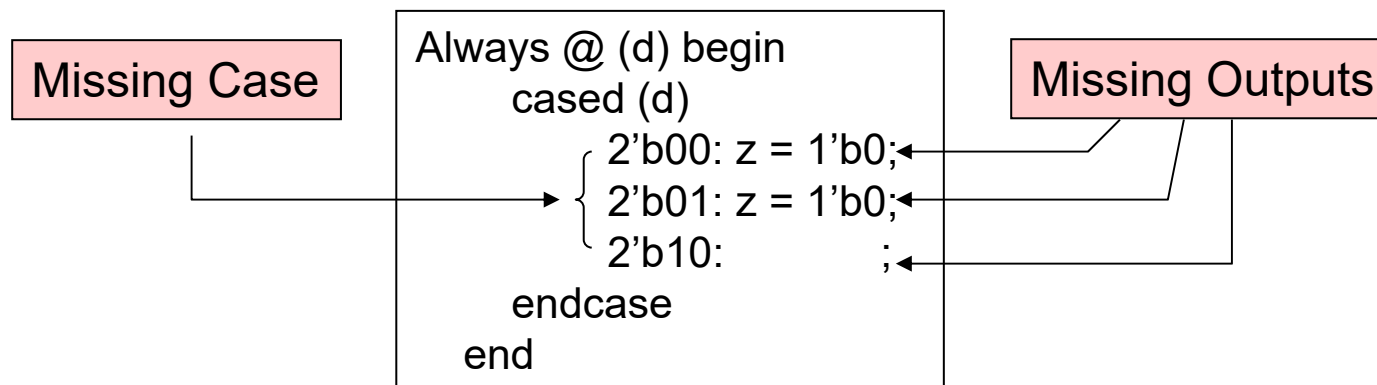 Missing Case
Always @ (d) begin
cased (d)
2’b00: z = 1’b0;
2’b01: z = 1’b0;
2’b10: ;
endcase
end
Missing Outputs